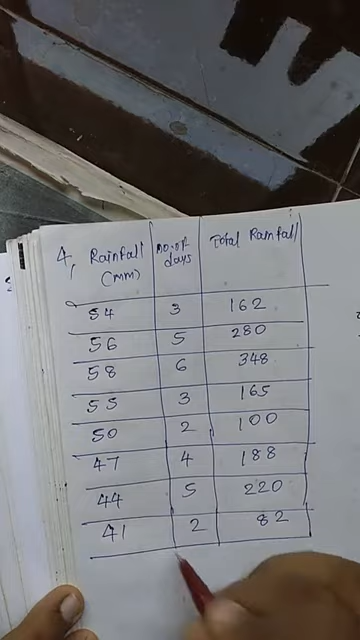 4, Rainfall (mm) no. of days Total Rainfall
54 3 162
56 5 280
58 6 348
55 3 165
50 2 100
47 4 188
44 5 220
41 2 82